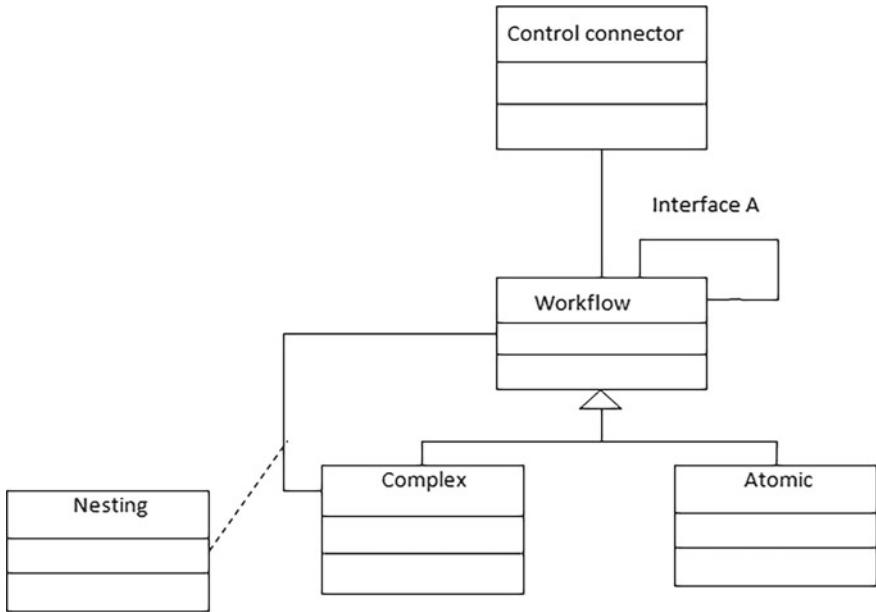 Control connector
Interface A
Workflow
Complex
Atomic
Nesting